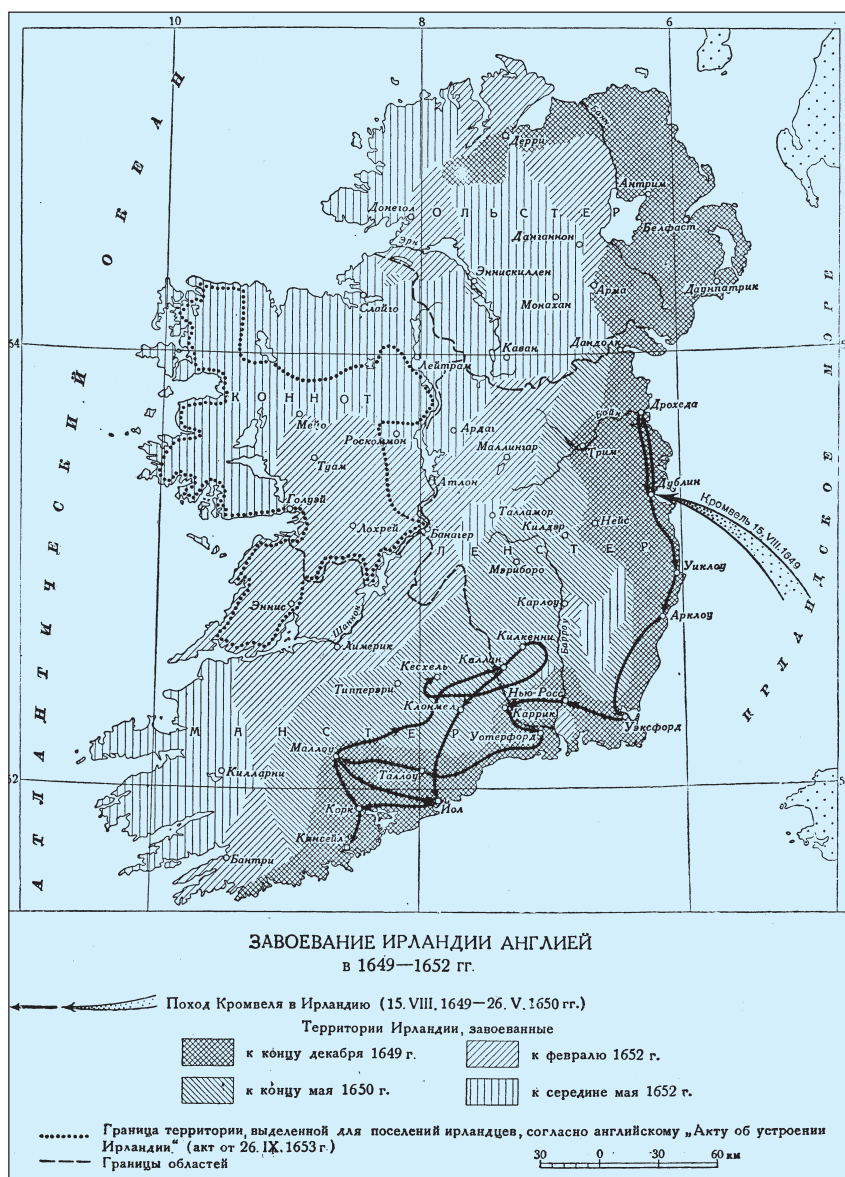 10
8
6
АТЛАНТИЧЕСКИЙ ОКЕАН
Дерри
Банн
Антрим
Донегол
ОЛЬСТЕР
Белфаст
Данганнон
Эрн
Эннискиллен
Арма
Даунпатрик
Монахан
Слайго
54
Каван
Дандолк
Лейтрам
КОННОТ
Мейо
Бойн
Дрохеда
Роскоммон
Ардаг
Маллингар
Трим
Туам
Атлон
Дублин
Голуэй
Талламор
Кромвель 15.VIII.1649
Лохрей
Банагер
Килдэр
Нейс
ЛЕНСТЕР
Мэриборо
Уиклоу
Эннис
Карлоу
Шаннон
Арклоу
Лимерик
Килкенни
Барроу
Кесхель
Каллан
Типперэри
Нью-Росс
Клонмел
Каррик
МАНСТЕР
Уотерфорд
Уэксфорд
Маллоу
52
Килларни
Таллоу
Корк
Йол
Кинсейл
Бантри
ИРЛАНДСКОЕ МОРЕ
ЗАВОЕВАНИЕ ИРЛАНДИИ АНГЛИЕЙ
в 1649—1652 гг.
Поход Кромвеля в Ирландию (15. VIII. 1649—26. V. 1650 гг.)
Территории Ирландии, завоеванные
к концу декабря 1649 г.
к февралю 1652 г.
к концу мая 1650 г.
к середине мая 1652 г.
Граница территории, выделенной для поселений ирландцев, согласно английскому „Акту об устроении
Ирландии" (акт от 26. IX. 1653 г.)
Границы областей
30 0 30 60 км